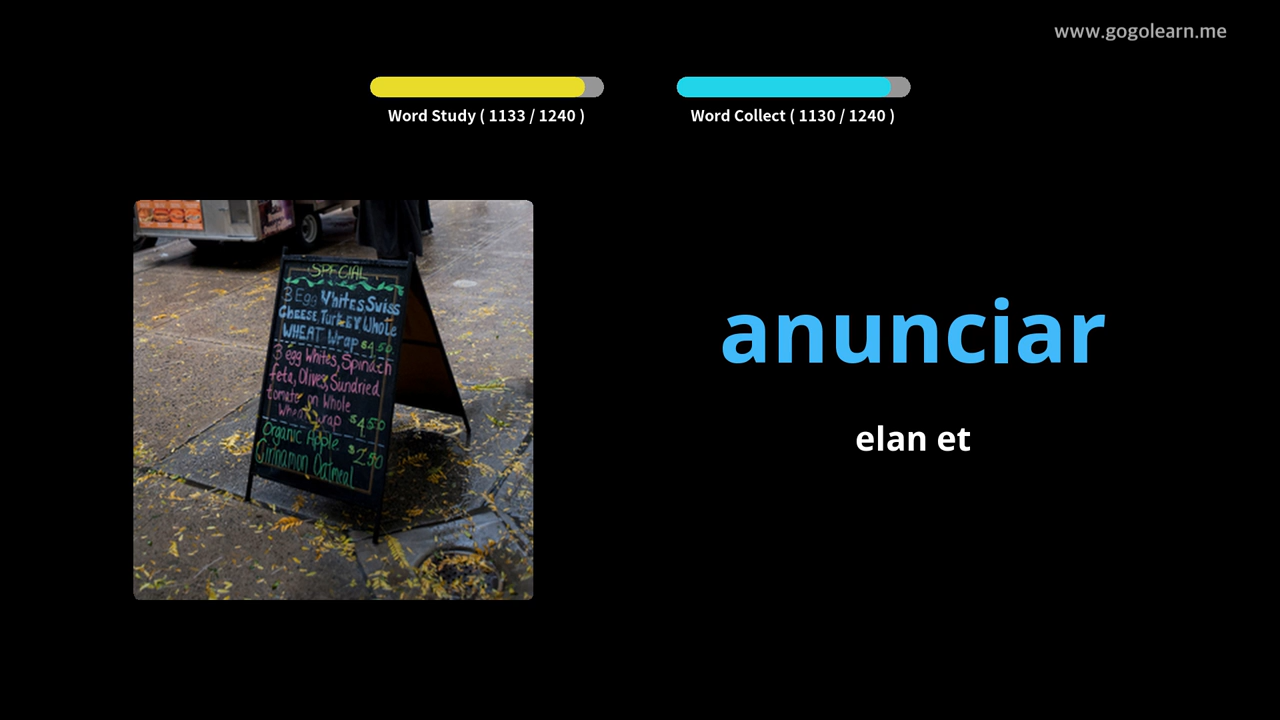 www.gogolearn.me
Word Study ( 1133 / 1240 )
Word Collect ( 1130 / 1240 )
SPECIAL
3 Egg Whites, Swiss
Cheese, Turkey Whole
WHEAT Wrap $4.50
3 egg Whites, Spinach
feta, Olives, Sundried
tomato on Whole
Wheat Wrap $4.50
Organic Apple
Cinnamon Oatmeal $2.50
anunciar
elan et